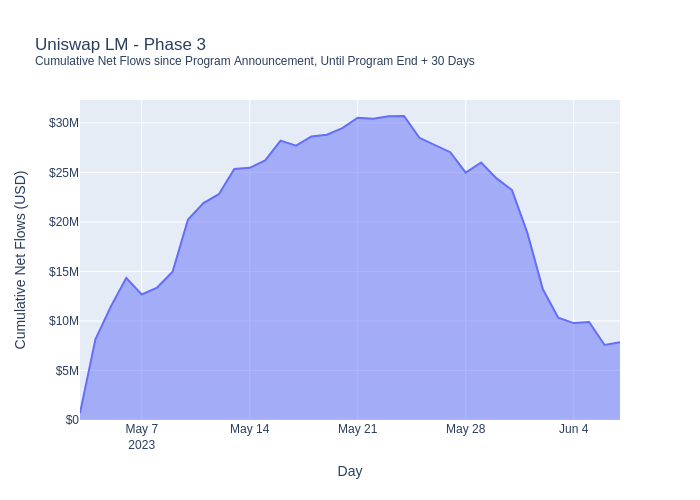 Uniswap LM - Phase 3
Cumulative Net Flows since Program Announcement, Until Program End + 30 Days
Cumulative Net Flows (USD)
$30M
$25M
$20M
$15M
$10M
$5M
$0
May 7
2023
May 14
May 21
May 28
Jun 4
Day